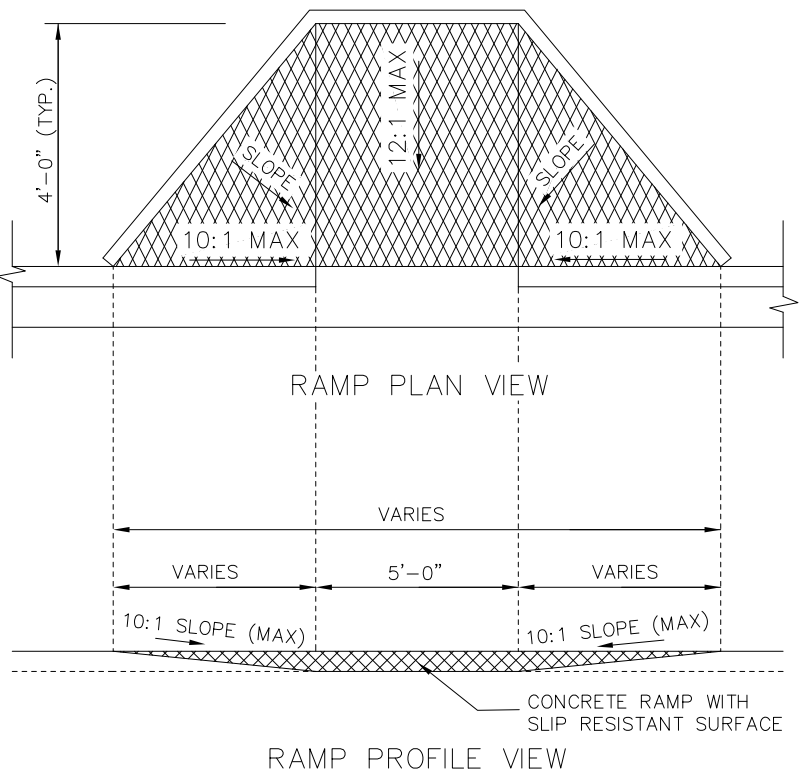 4'-0" (TYP.)
12:1 MAX
SLOPE
SLOPE
10:1 MAX
10:1 MAX
RAMP PLAN VIEW
VARIES
VARIES
5'-0"
VARIES
10:1 SLOPE (MAX)
10:1 SLOPE (MAX)
CONCRETE RAMP WITH
SLIP RESISTANT SURFACE
RAMP PROFILE VIEW